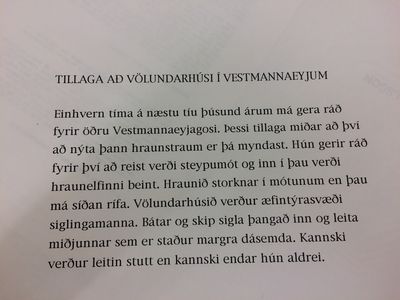 TILLAGA AÐ VÖLUNDARHÚSI Í VESTMANNAEYJUM
Einhvern tíma á næstu tíu þúsund árum má gera ráð
fyrir öðru Vestmannaeyjagosi. Þessi tillaga miðar að því
að nýta þann hraunstraum er þá myndast. Hún gerir ráð
fyrir því að reist verði steypumót og inn í þau verði
hraunelfinni beint. Hraunið storknar í mótunum en þau
má síðan rífa. Völundarhúsið verður æfintýrasvæði
siglingamanna. Bátar og skip sigla þangað inn og leita
miðjunnar sem er staður margra dásemda. Kannski
verður leitin stutt en kannski endar hún aldrei.